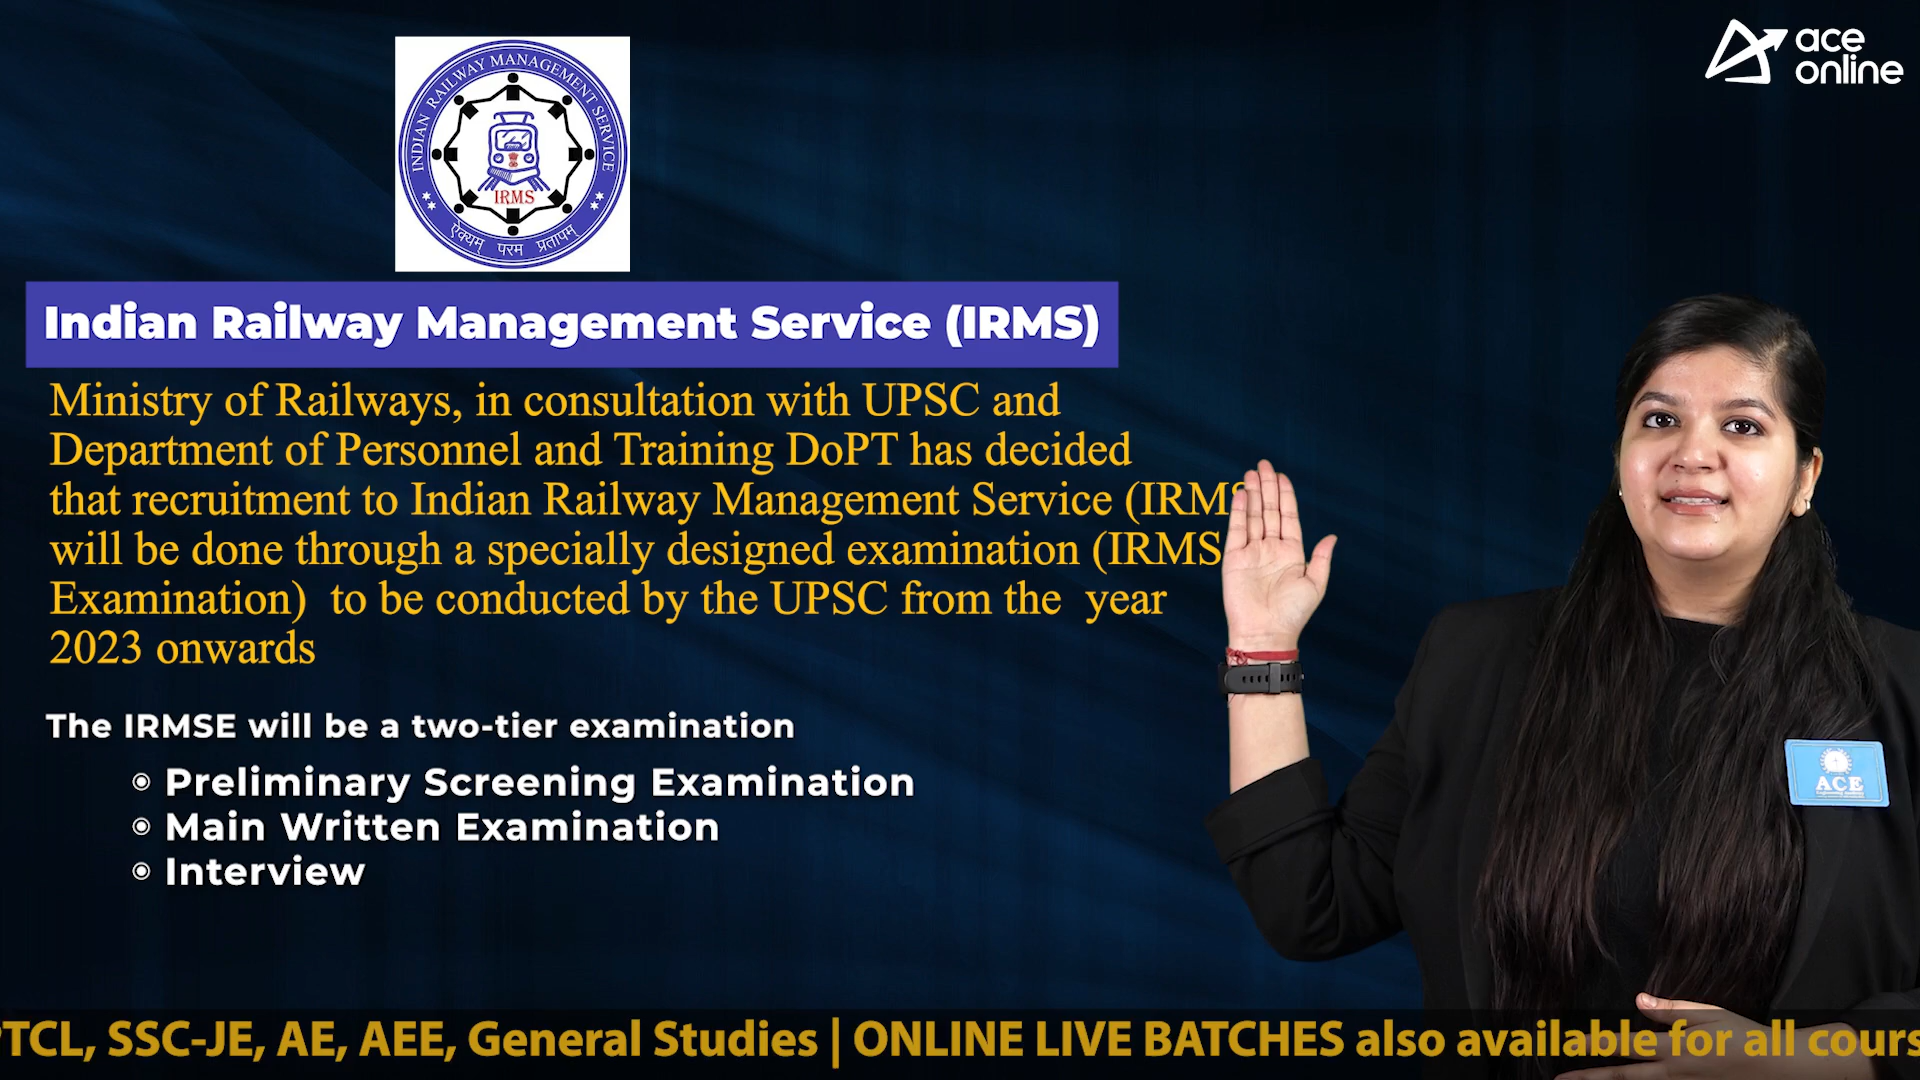 ace
online
INDIAN RAILWAY MANAGEMENT SERVICE
IRMS
ऐक्यम् परम प्रतापम्
Indian Railway Management Service (IRMS)
Ministry of Railways, in consultation with UPSC and
Department of Personnel and Training DoPT has decided
that recruitment to Indian Railway Management Service (IRMS
will be done through a specially designed examination (IRMS
Examination) to be conducted by the UPSC from the year
2023 onwards
The IRMSE will be a two-tier examination
Preliminary Screening Examination
Main Written Examination
Interview
ACE
TCL, SSC-JE, AE, AEE, General Studies | ONLINE LIVE BATCHES also available for all cours